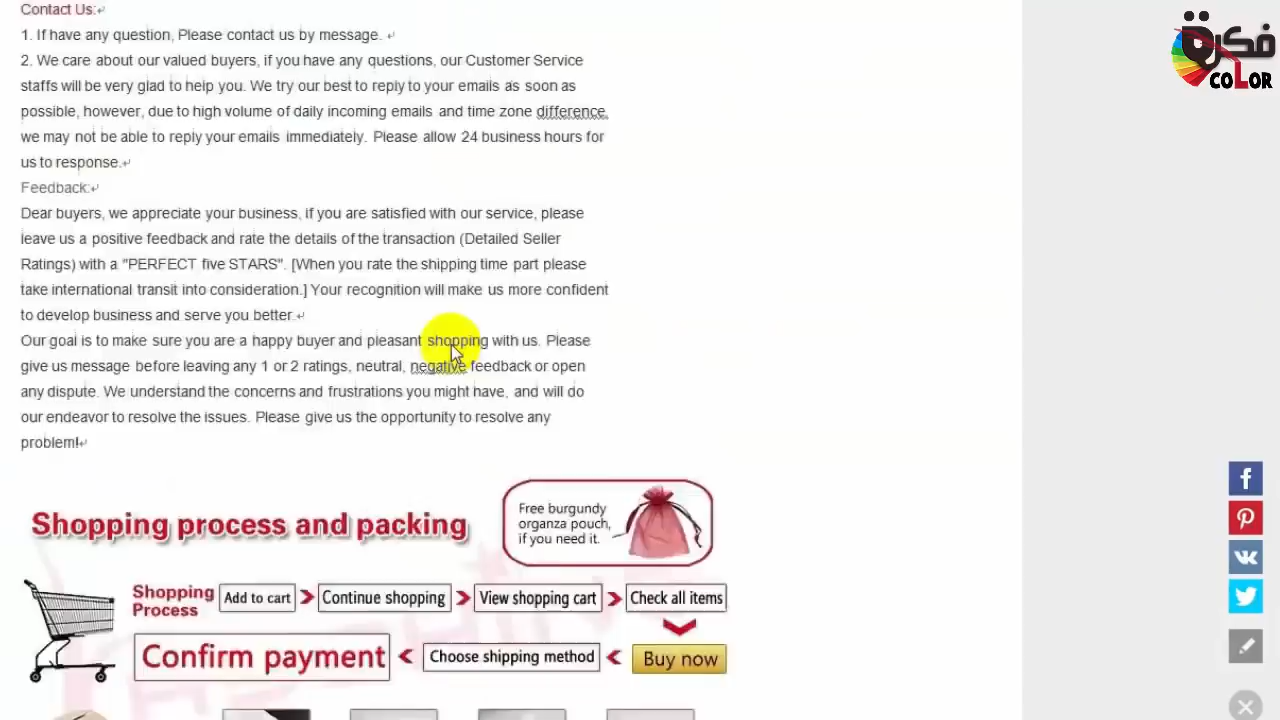 فكرة
COLOR
Contact Us:
1. If have any question, Please contact us by message.
2. We care about our valued buyers, if you have any questions, our Customer Service
staffs will be very glad to help you. We try our best to reply to your emails as soon as
possible, however, due to high volume of daily incoming emails and time zone difference,
we may not be able to reply your emails immediately. Please allow 24 business hours for
us to response.
Feedback:
Dear buyers, we appreciate your business, if you are satisfied with our service, please
leave us a positive feedback and rate the details of the transaction (Detailed Seller
Ratings) with a "PERFECT five STARS". [When you rate the shipping time part please
take international transit into consideration.] Your recognition will make us more confident
to develop business and serve you better.
Our goal is to make sure you are a happy buyer and pleasant shopping with us. Please
give us message before leaving any 1 or 2 ratings, neutral, negative feedback or open
any dispute. We understand the concerns and frustrations you might have, and will do
our endeavor to resolve the issues. Please give us the opportunity to resolve any
problem!
Shopping process and packing
Free burgundy
organza pouch,
if you need it.
Shopping
Process
Add to cart
Continue shopping
View shopping cart
Check all items
Buy now
Choose shipping method
Confirm payment